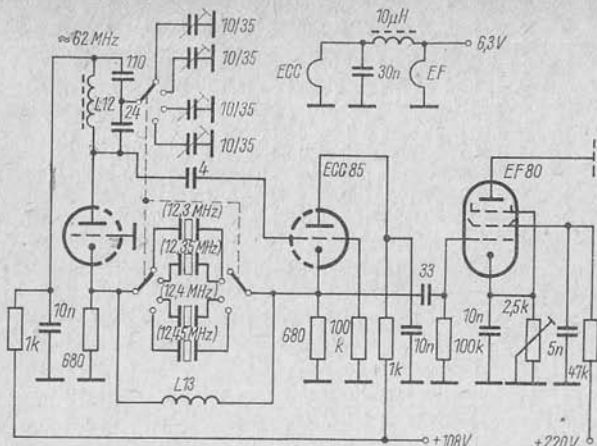 ≈62 MHz
110
L12
24
10/35
10/35
10/35
10/35
4
10µH
ECC
30n
EF
6,3V
ECC 85
EF80
(12,3 MHz)
(12,35 MHz)
(12,4 MHz)
(12,45 MHz)
33
1k
10n
680
L13
680
100
k
1k
10n
100k
10n
2,5k
5n
47k
+108V
+220V